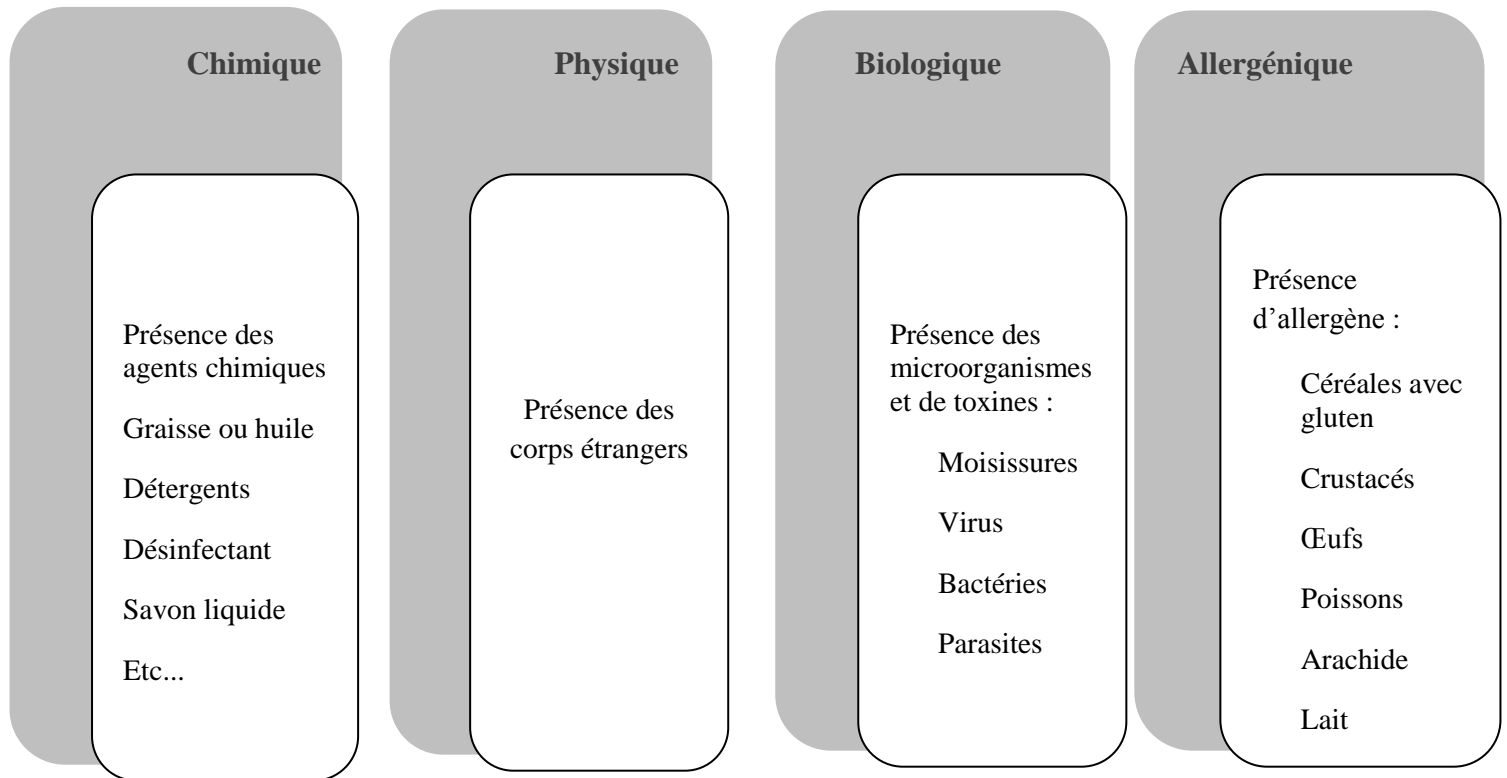 Chimique
Présence des
agents chimiques
Graisse ou huile
Détergents
Désinfectant
Savon liquide
Etc...
Physique
Présence des
corps étrangers
Biologique
Présence des
microorganismes
et de toxines :
Moisissures
Virus
Bactéries
Parasites
Allergénique
Présence
d’allergène :
Céréales avec
gluten
Crustacés
Œufs
Poissons
Arachide
Lait